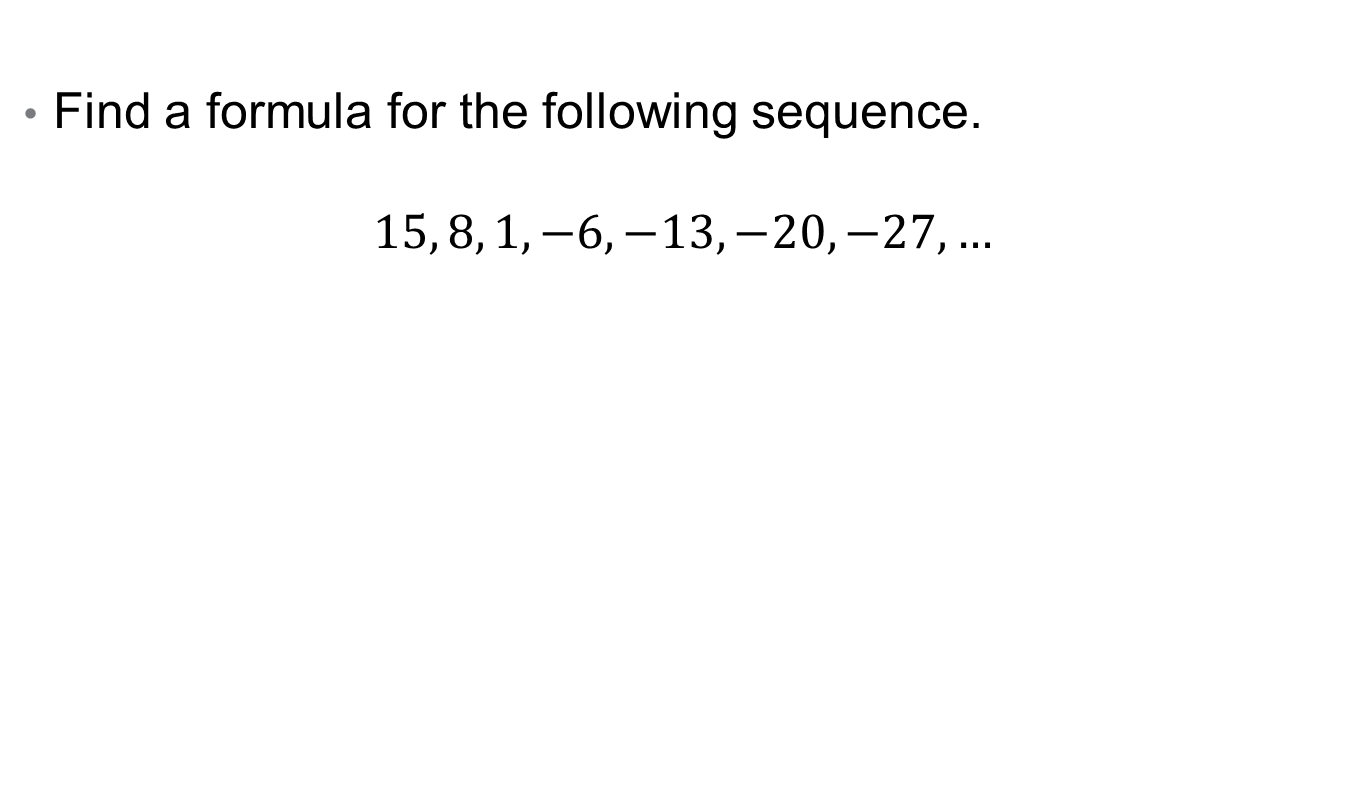 • Find a formula for the following sequence.
15, 8, 1, −6, −13, −20, −27, …